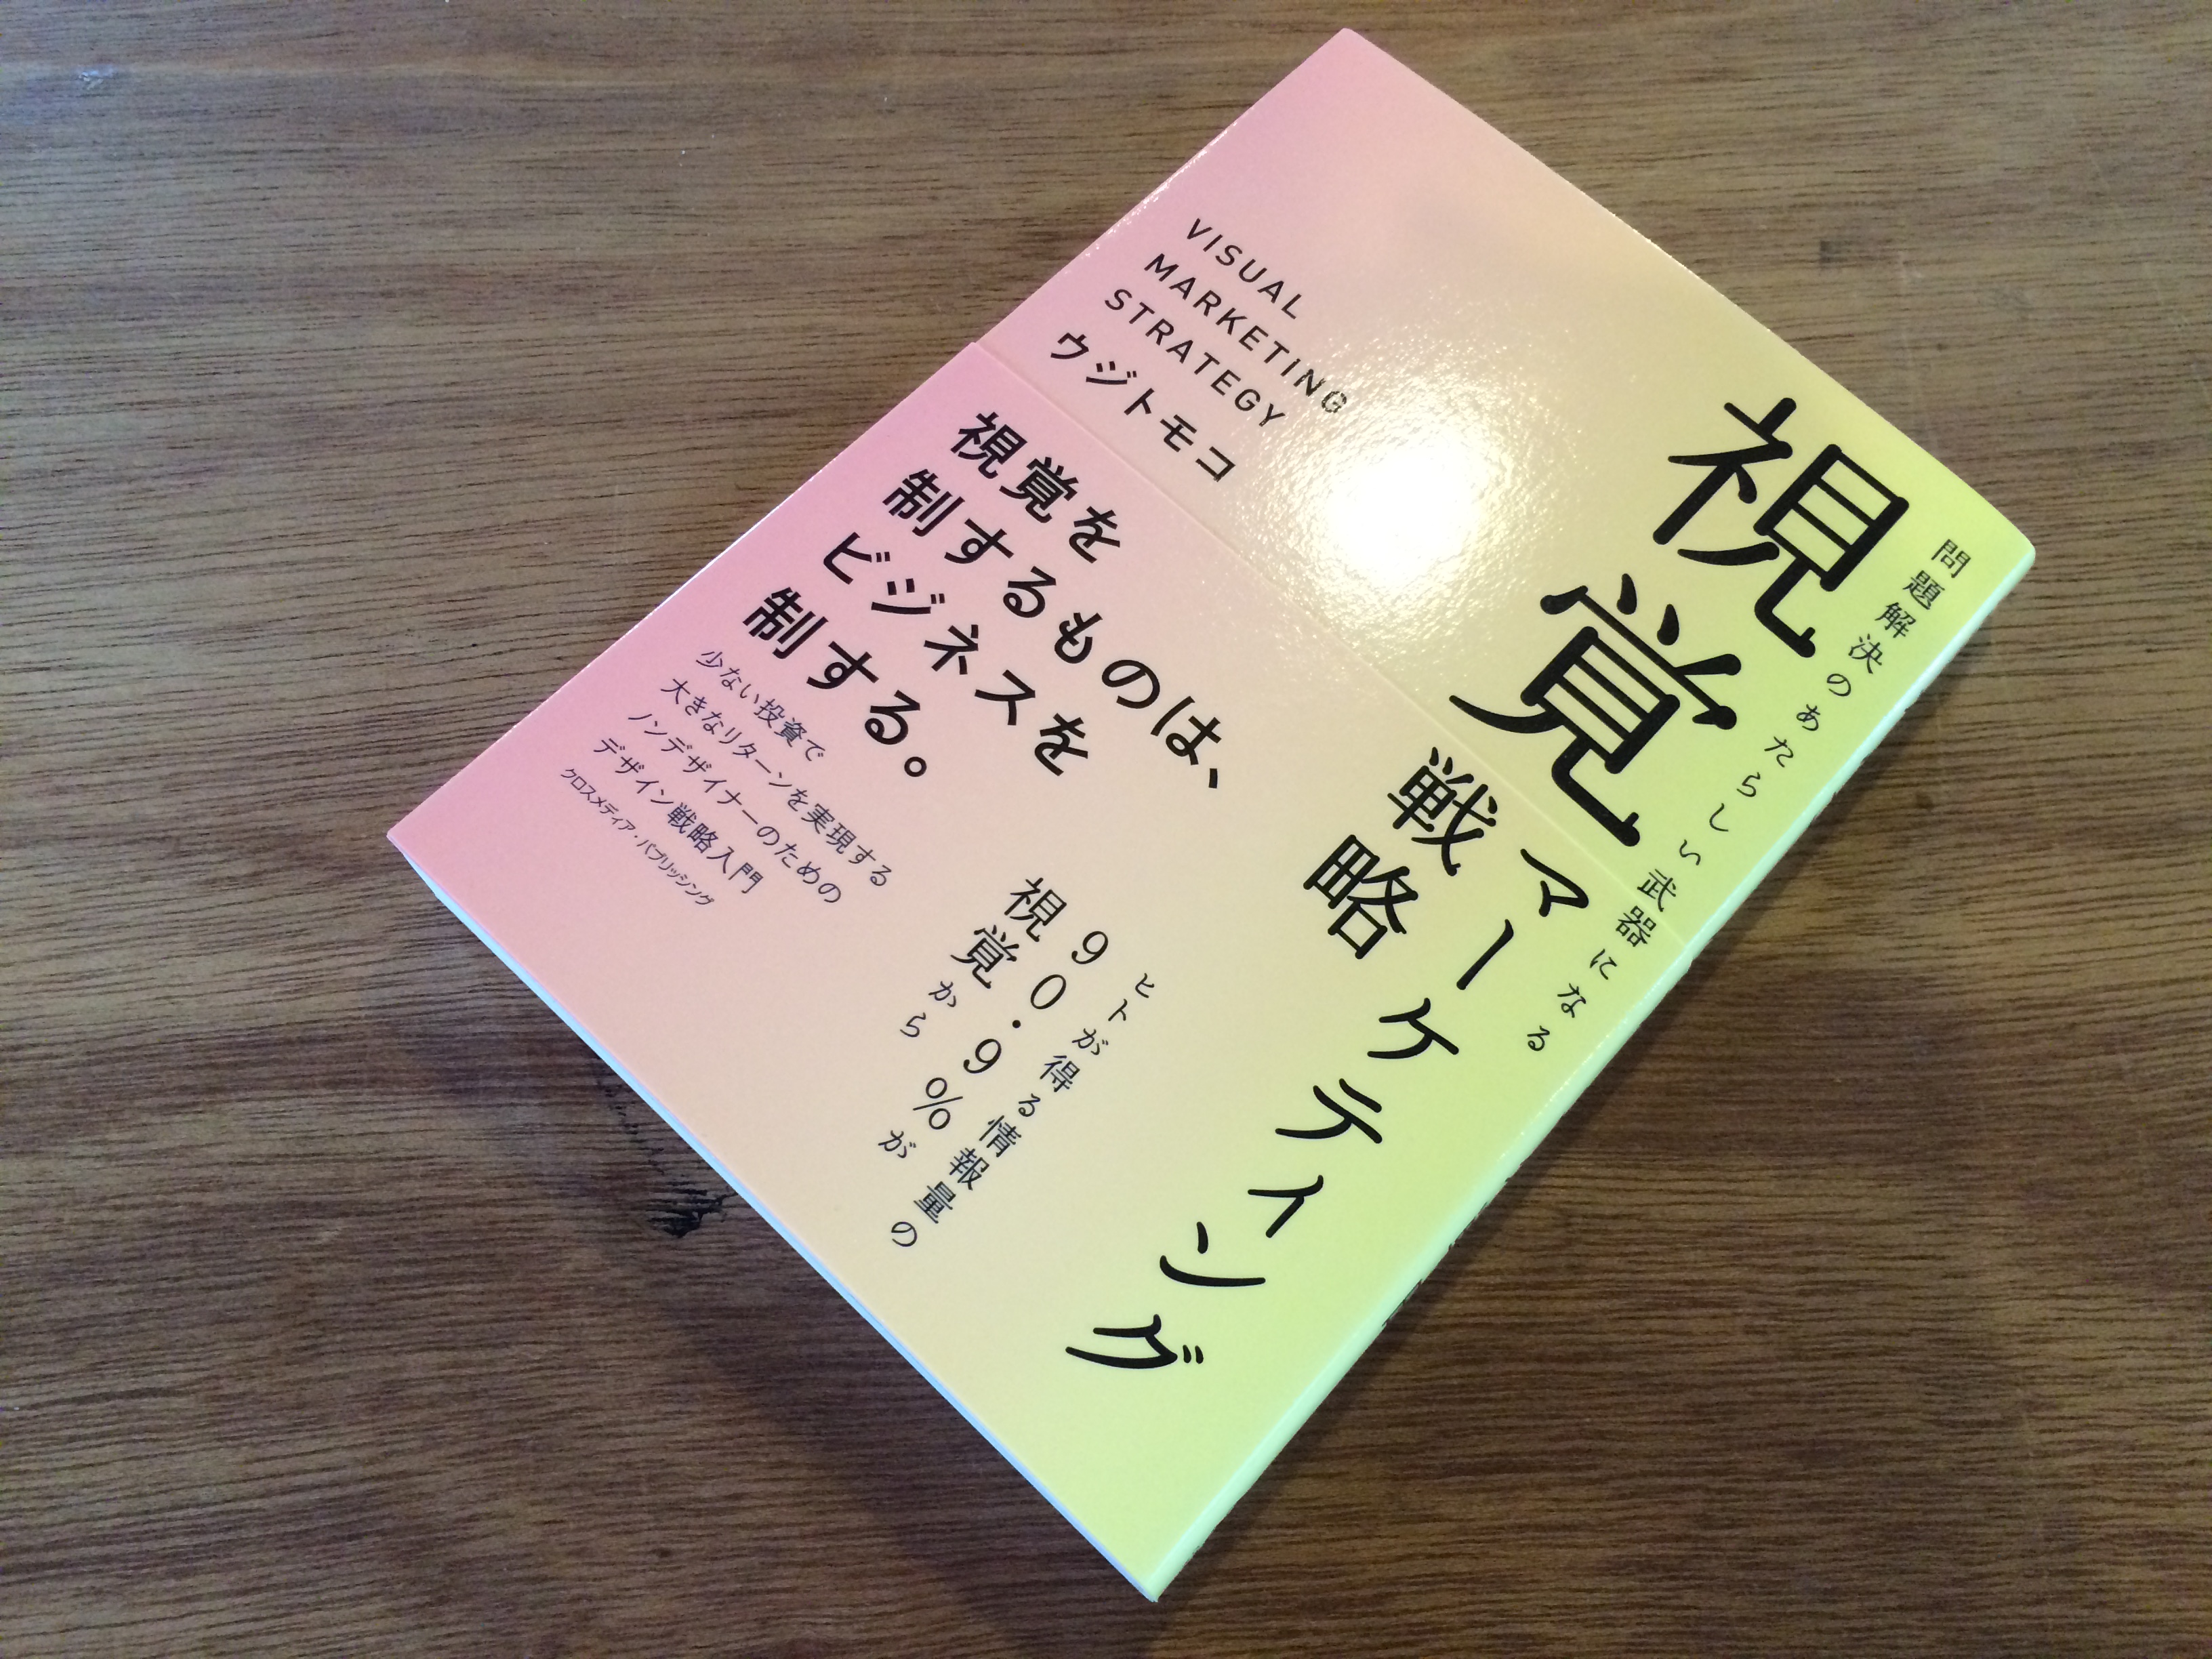 問題解決のあたらしい武器になる
視覚マーケティング
戦略
VISUAL
MARKETING
STRATEGY
ウジトモコ
視覚を
制するものは、
ビジネスを
制する。
少ない投資で
大きなリターンを実現する
ノンデザイナーのための
デザイン戦略入門
クロスメディア・パブリッシング
ヒトが得る情報量の
90.9%が
視覚から